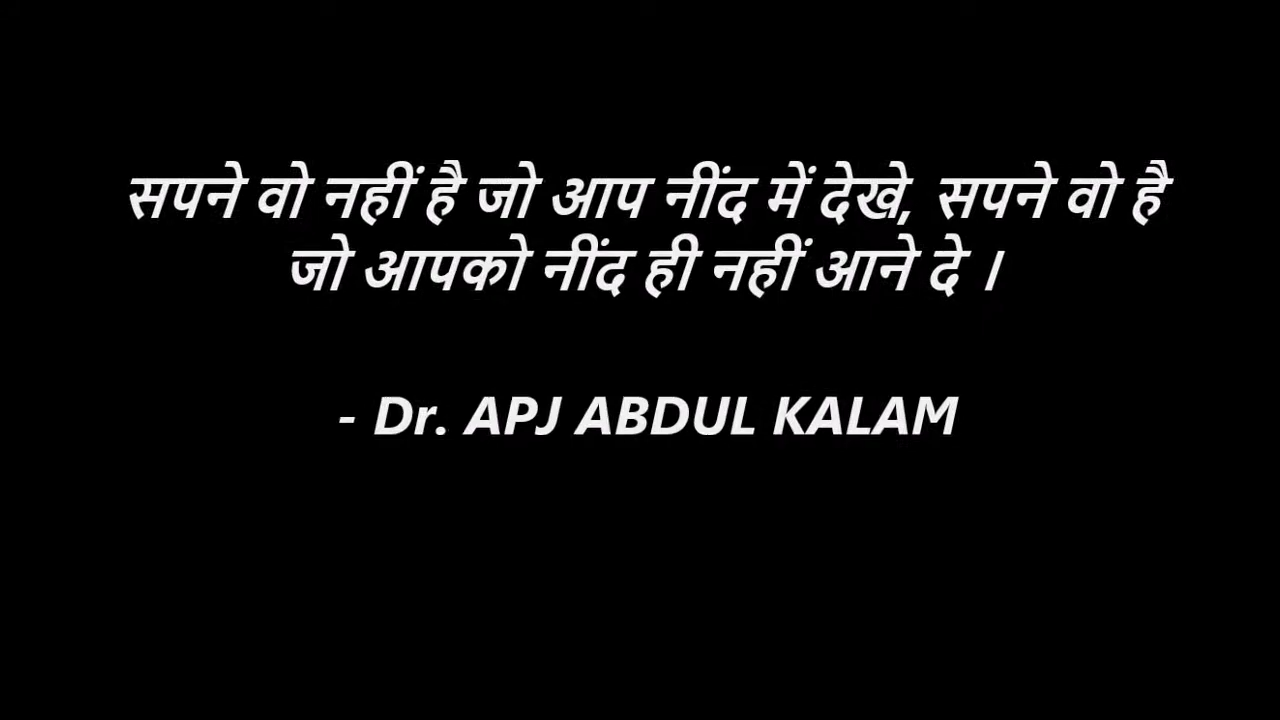 सपने वो नहीं है जो आप नींद में देखे, सपने वो है
जो आपको नींद ही नहीं आने दे ।
- Dr. APJ ABDUL KALAM